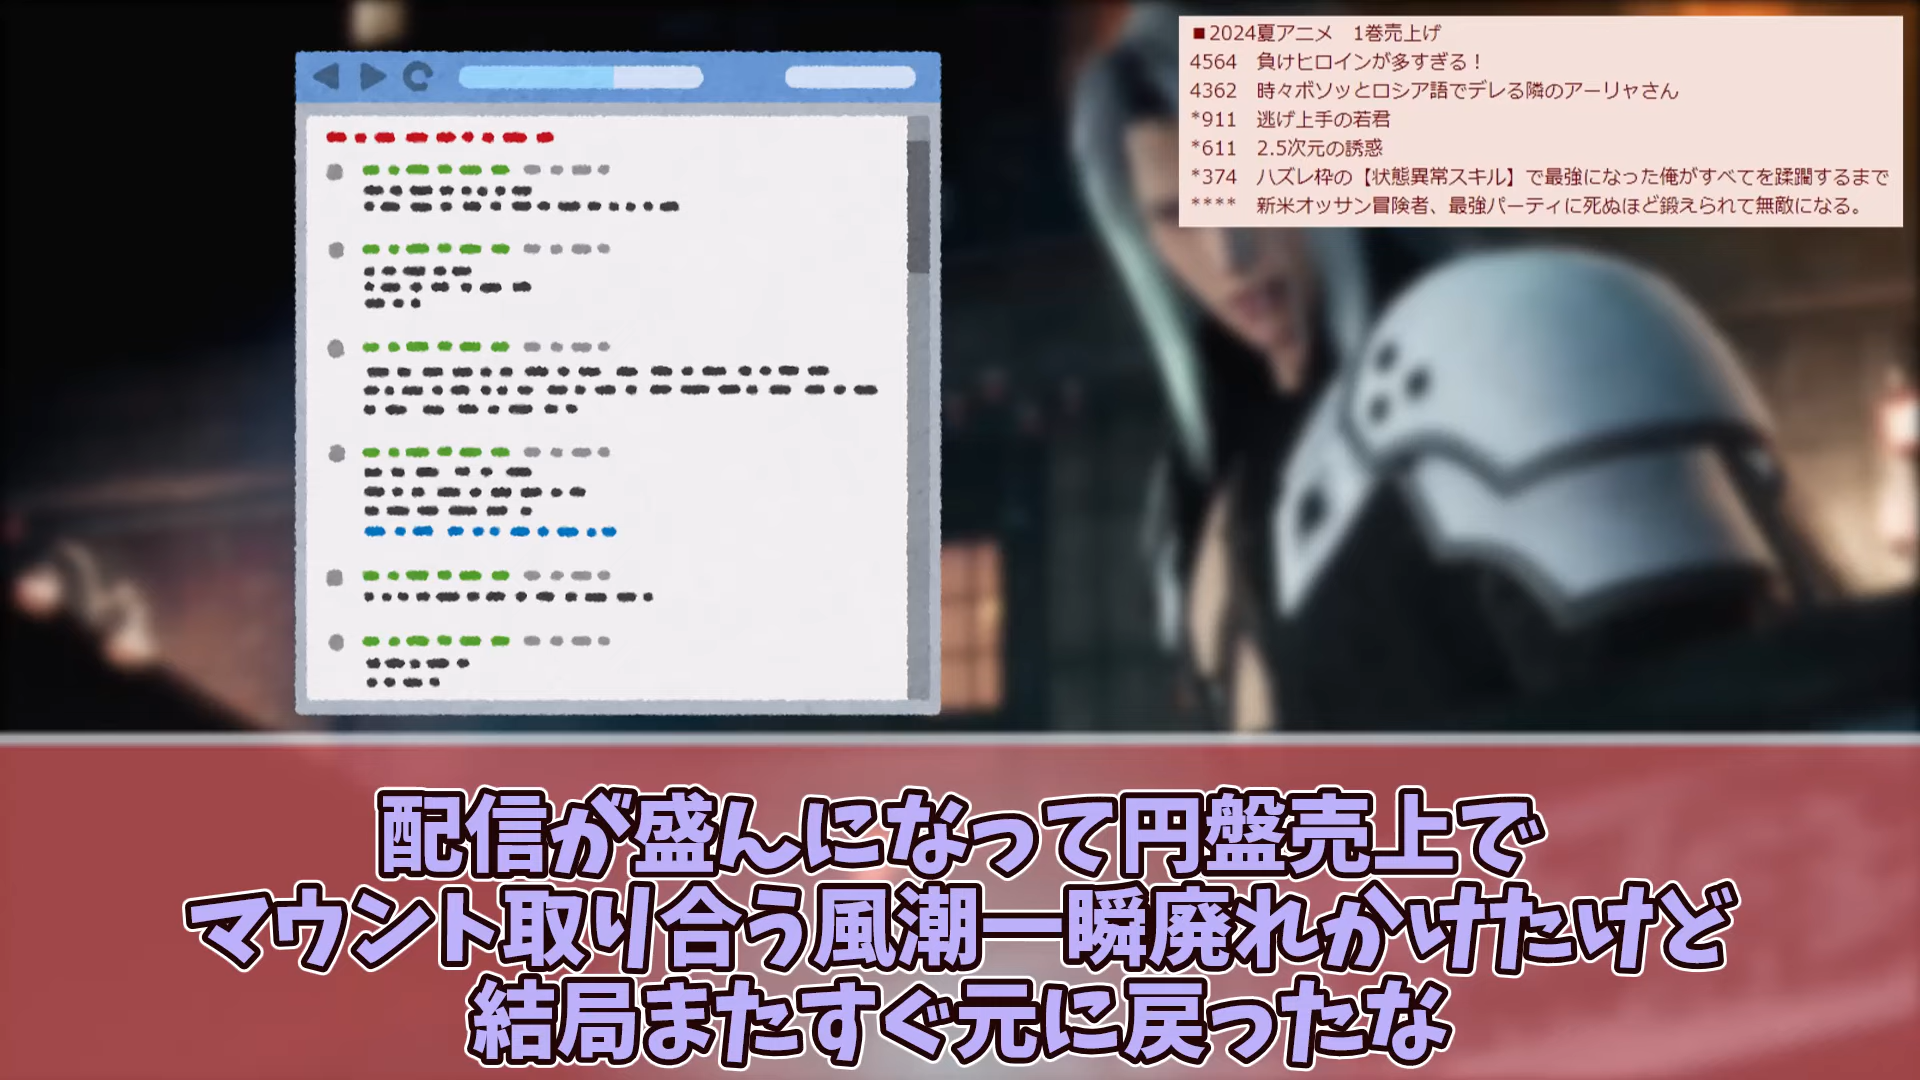 ■2024夏アニメ　1巻売上げ
4564　負けヒロインが多すぎる！
4362　時々ボソッとロシア語でデレる隣のアーリャさん
*911　逃げ上手の若君
*611　2.5次元の誘惑
*374　ハズレ枠の【状態異常スキル】で最強になった俺がすべてを蹂躙するまで
****　新米オッサン冒険者、最強パーティに死ぬほど鍛えられて無敵になる。
配信が盛んになって円盤売上で
マウント取り合う風潮一瞬廃れかけたけど
結局またすぐ元に戻ったな